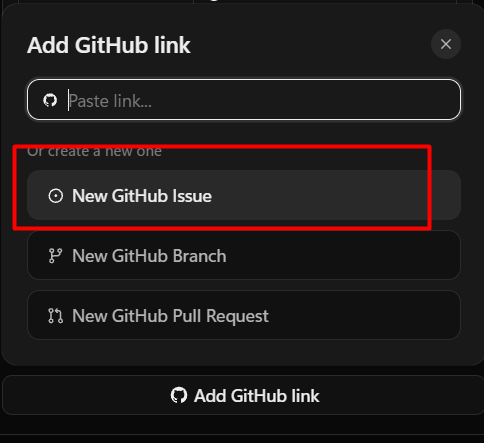 Add GitHub link
Paste link...
Or create a new one
New GitHub Issue
New GitHub Branch
New GitHub Pull Request
Add GitHub link